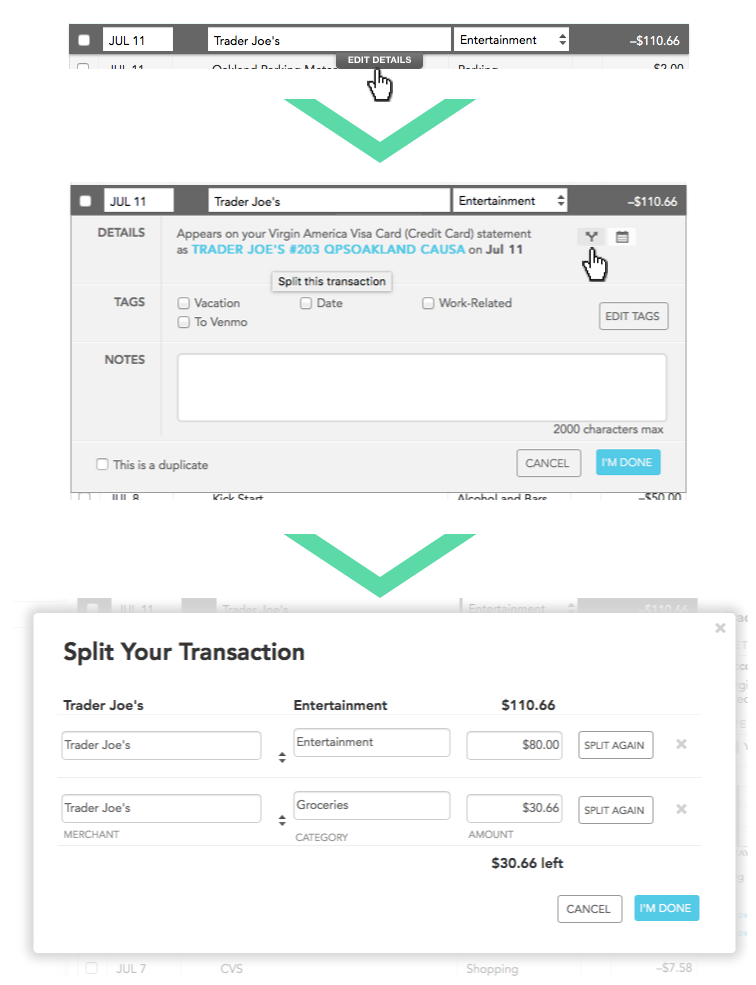 JUL 11 Trader Joe's Entertainment –$110.66
EDIT DETAILS
JUL 11 Oakland Parking Meter Parking $2.00
JUL 11 Trader Joe's Entertainment –$110.66
DETAILS Appears on your Virgin America Visa Card (Credit Card) statement
as TRADER JOE'S #203 QPSOAKLAND CAUSA on Jul 11
Split this transaction
TAGS Vacation Date Work-Related
To Venmo EDIT TAGS
NOTES
2000 characters max
This is a duplicate CANCEL I'M DONE
JUL 8 Kick Start Alcohol and Bars –$50.00
JUL 11 Trader Joe's Entertainment –$110.66
Split Your Transaction
Trader Joe's Entertainment $110.66
Trader Joe's Entertainment $80.00 SPLIT AGAIN
Trader Joe's Groceries $30.66 SPLIT AGAIN
MERCHANT CATEGORY AMOUNT
$30.66 left
CANCEL I'M DONE
JUL 7 CVS Shopping –$7.58